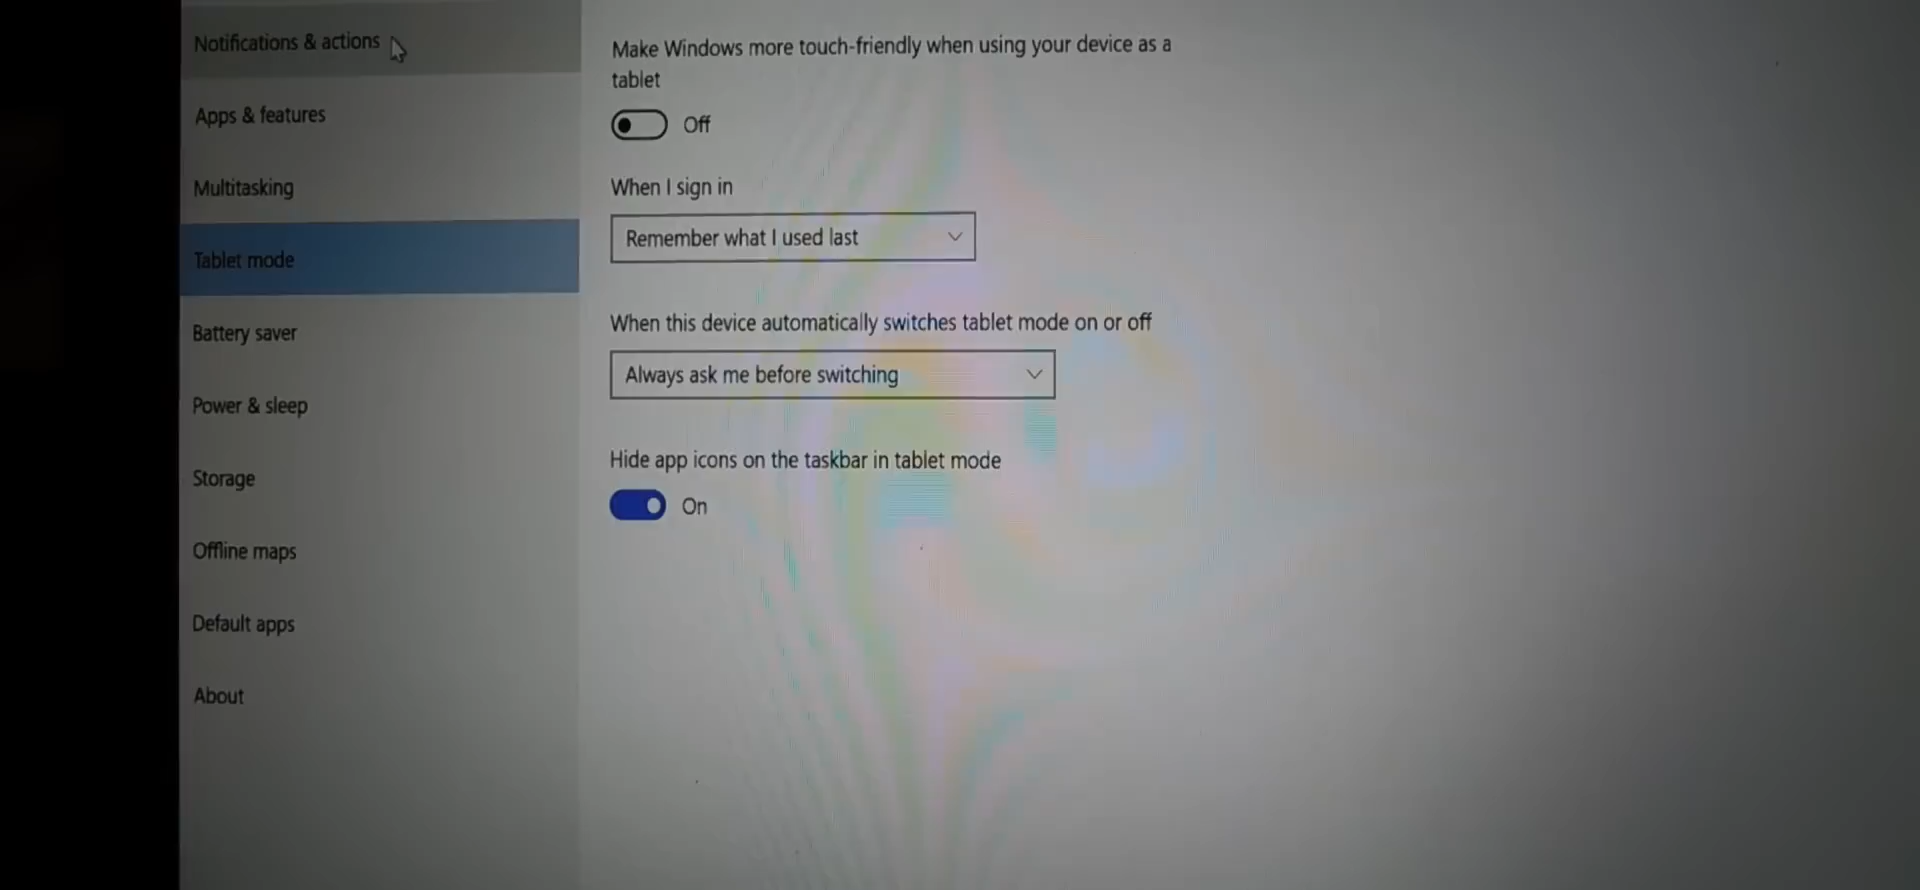 Notifications & actions
Apps & features
Multitasking
Tablet mode
Battery saver
Power & sleep
Storage
Offline maps
Default apps
About
Make Windows more touch-friendly when using your device as a
tablet
Off
When I sign in
Remember what I used last
When this device automatically switches tablet mode on or off
Always ask me before switching
Hide app icons on the taskbar in tablet mode
On